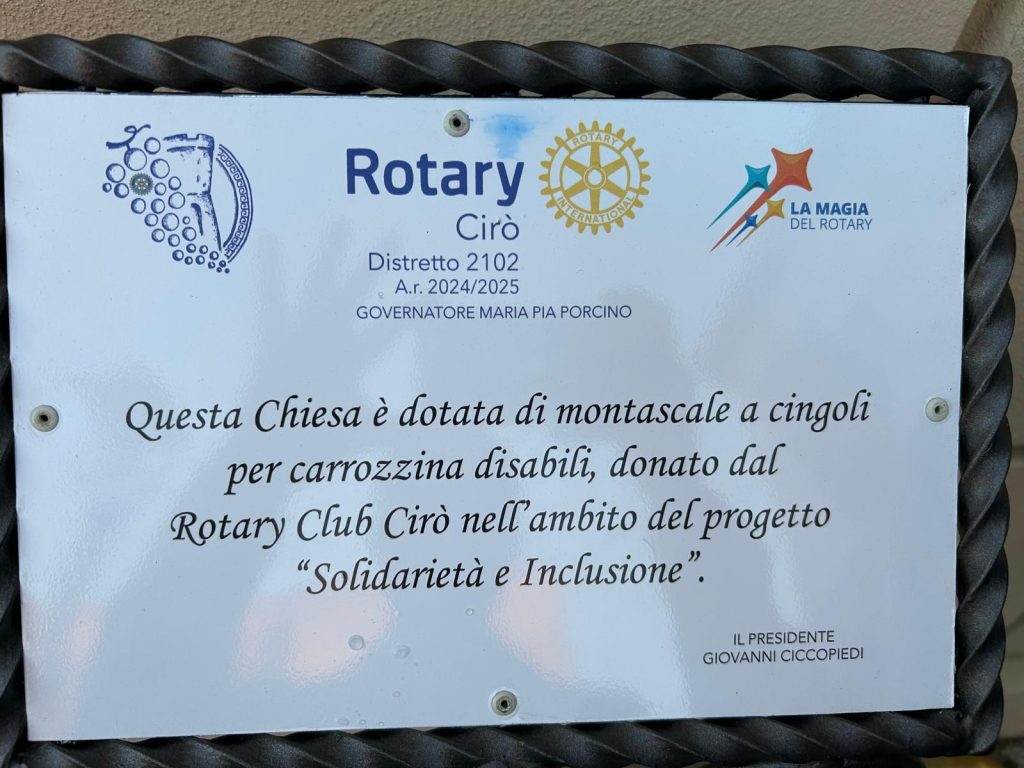 Rotary
Cirò
Distretto 2102
A.r. 2024/2025
GOVERNATORE MARIA PIA PORCINO
ROTARY
INTERNATIONAL
LA MAGIA
DEL ROTARY
Questa Chiesa è dotata di montascale a cingoli
per carrozzina disabili, donato dal
Rotary Club Cirò nell’ambito del progetto
“Solidarietà e Inclusione”.
IL PRESIDENTE
GIOVANNI CICCOPIEDI